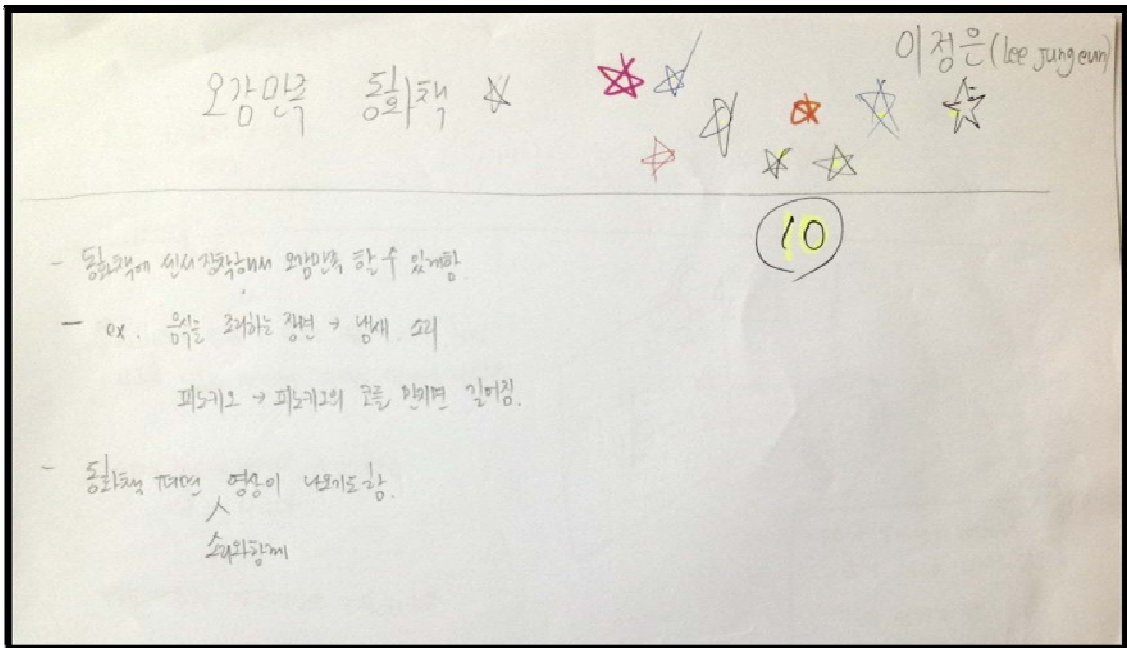 이정은(lee jungeun)
오감만족 동화책
10
- 동화책에 센서 장착해서 오감만족 할 수 있게함.
- ex. 음식을 조리하는 장면 → 냄새. 소리
피노키오 → 피노키오의 코를 만지면 길어짐.
- 동화책 펴면 영상이 나오기도 함.
소리와함께